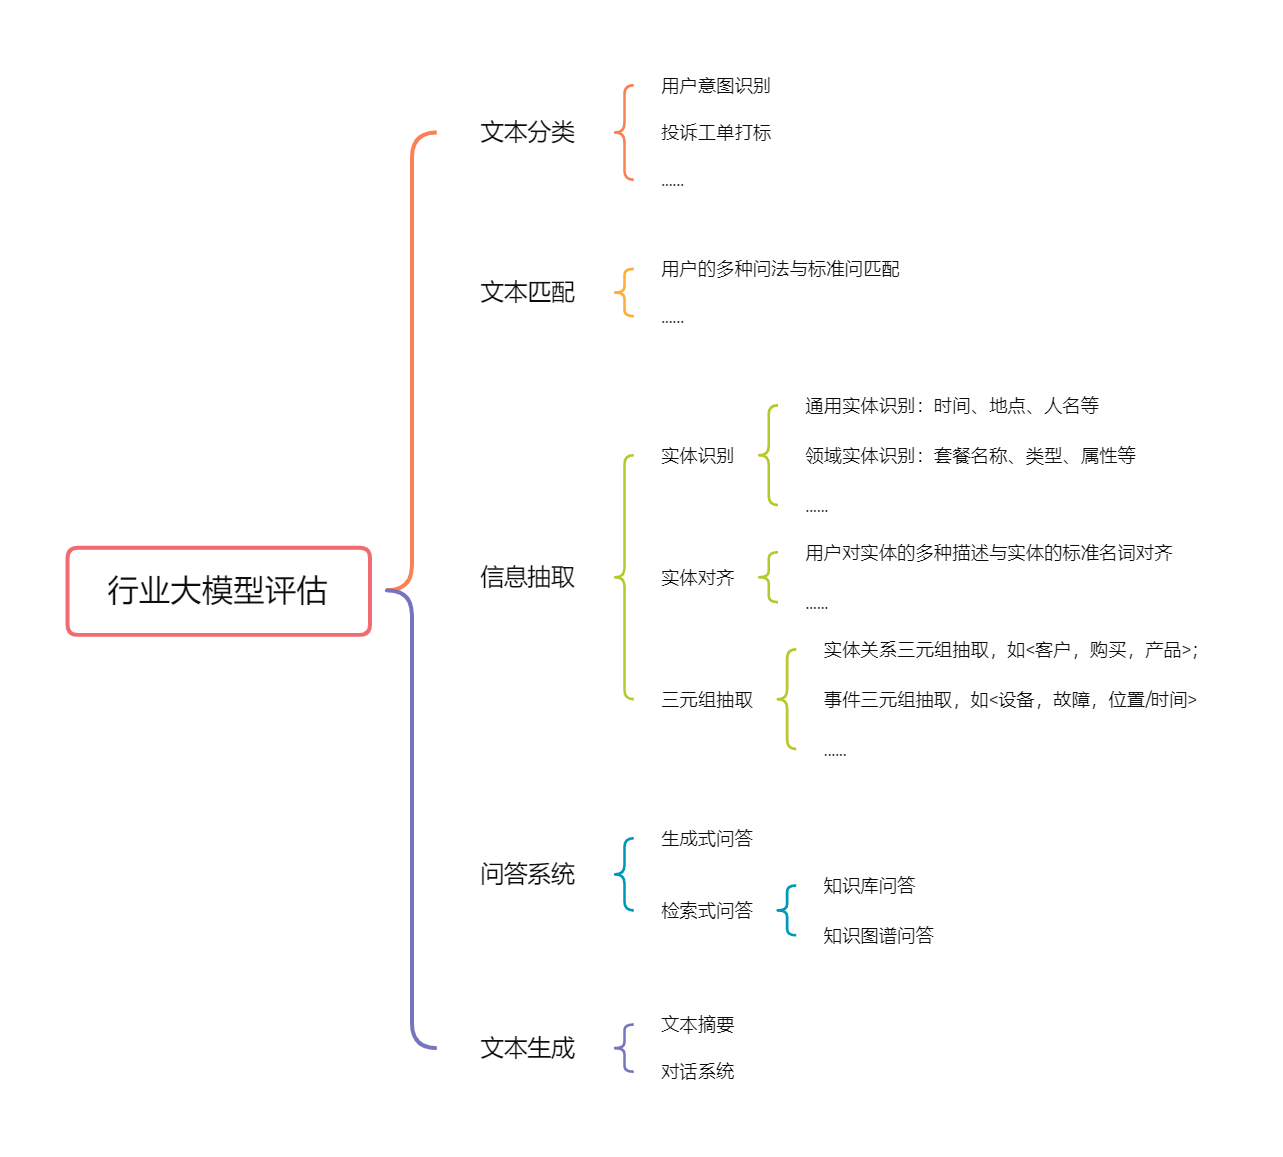 行业大模型评估
文本分类
用户意图识别
投诉工单打标
......
文本匹配
用户的多种问法与标准问匹配
......
信息抽取
实体识别
通用实体识别：时间、地点、人名等
领域实体识别：套餐名称、类型、属性等
......
实体对齐
用户对实体的多种描述与实体的标准名词对齐
......
三元组抽取
实体关系三元组抽取，如<客户，购买，产品>；
事件三元组抽取，如<设备，故障，位置/时间>
......
问答系统
生成式问答
检索式问答
知识库问答
知识图谱问答
文本生成
文本摘要
对话系统